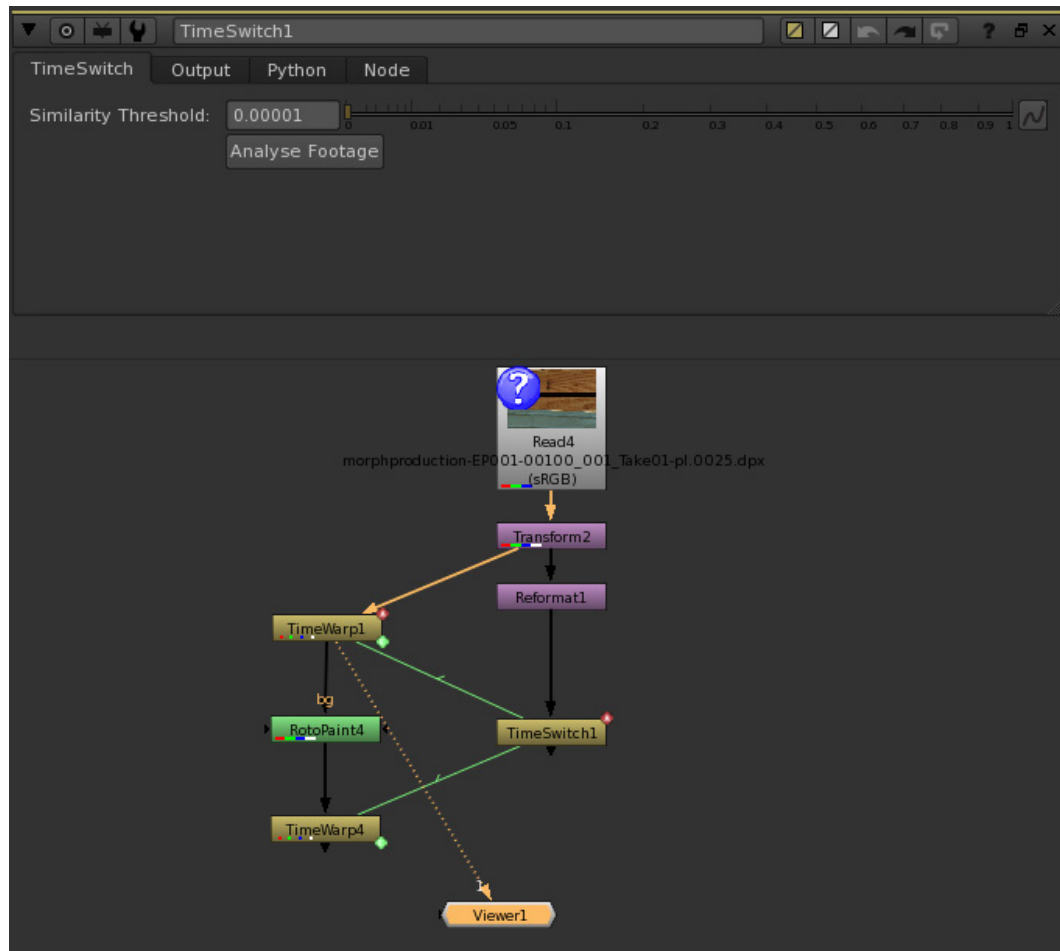 TimeSwitch1
?
TimeSwitch Output Python Node
Similarity Threshold: 0.00001
0 0.01 0.05 0.1 0.2 0.3 0.4 0.5 0.6 0.7 0.8 0.9 1
Analyse Footage
?
Read4
morphproduction-EP001-00100_001_Take01-pl.0025.dpx
(sRGB)
Transform2
Reformat1
TimeWarp1
bg
RotoPaint4
TimeSwitch1
TimeWarp4
1
Viewer1